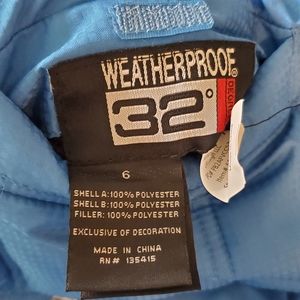 WEATHERPROOF®
32°
6
SHELL A: 100% POLYESTER
SHELL B: 100% POLYESTER
FILLER: 100% POLYESTER
EXCLUSIVE OF DECORATION
MADE IN CHINA
RN# 135415